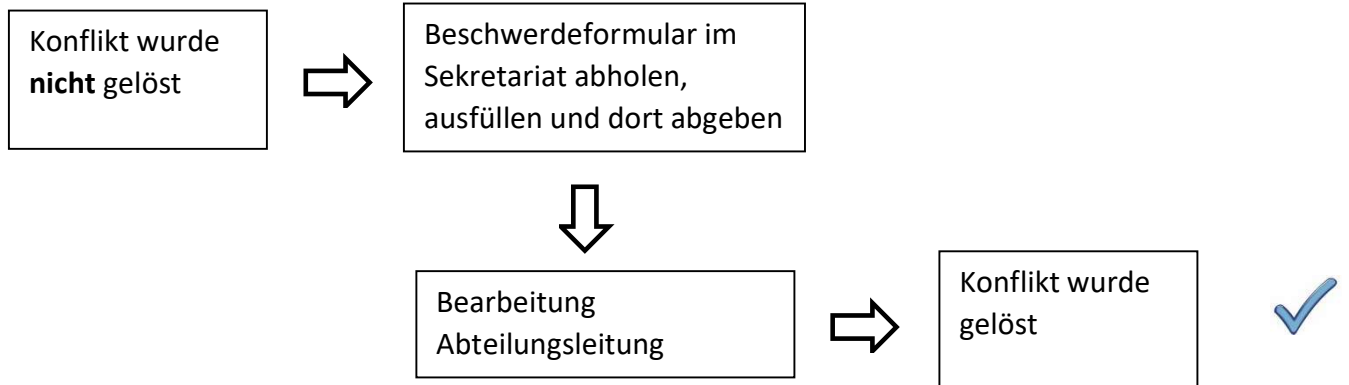 Konflikt wurde
nicht gelöst
Beschwerdeformular im
Sekretariat abholen,
ausfüllen und dort abgeben
Bearbeitung
Abteilungsleitung
Konflikt wurde
gelöst